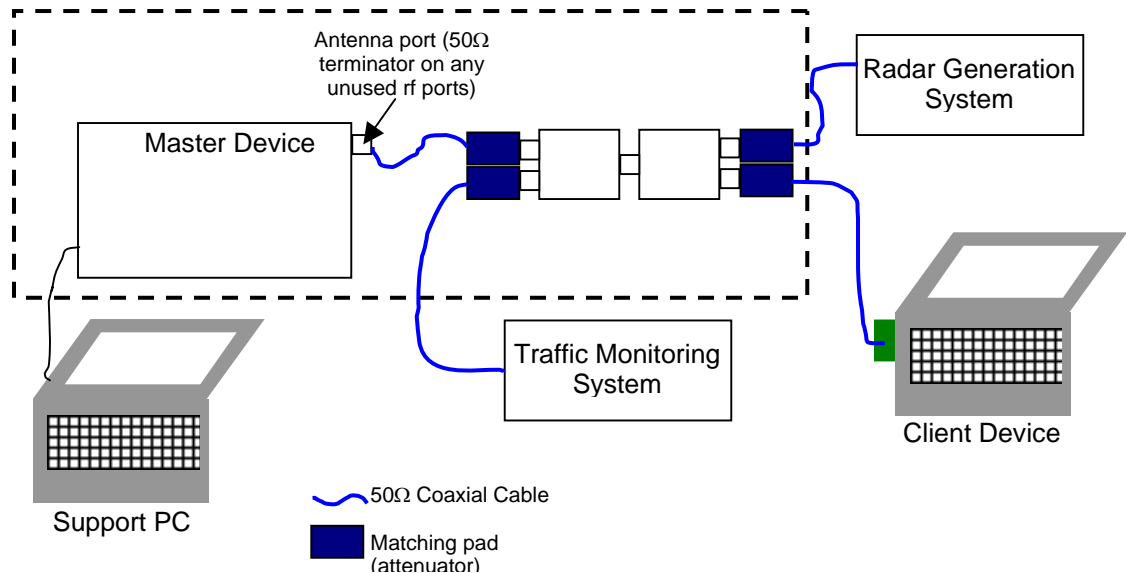 Antenna port (50Ω
terminator on any
unused rf ports)
Master Device
Radar Generation
System
Traffic Monitoring
System
Client Device
Support PC
50Ω Coaxial Cable
Matching pad
(attenuator)